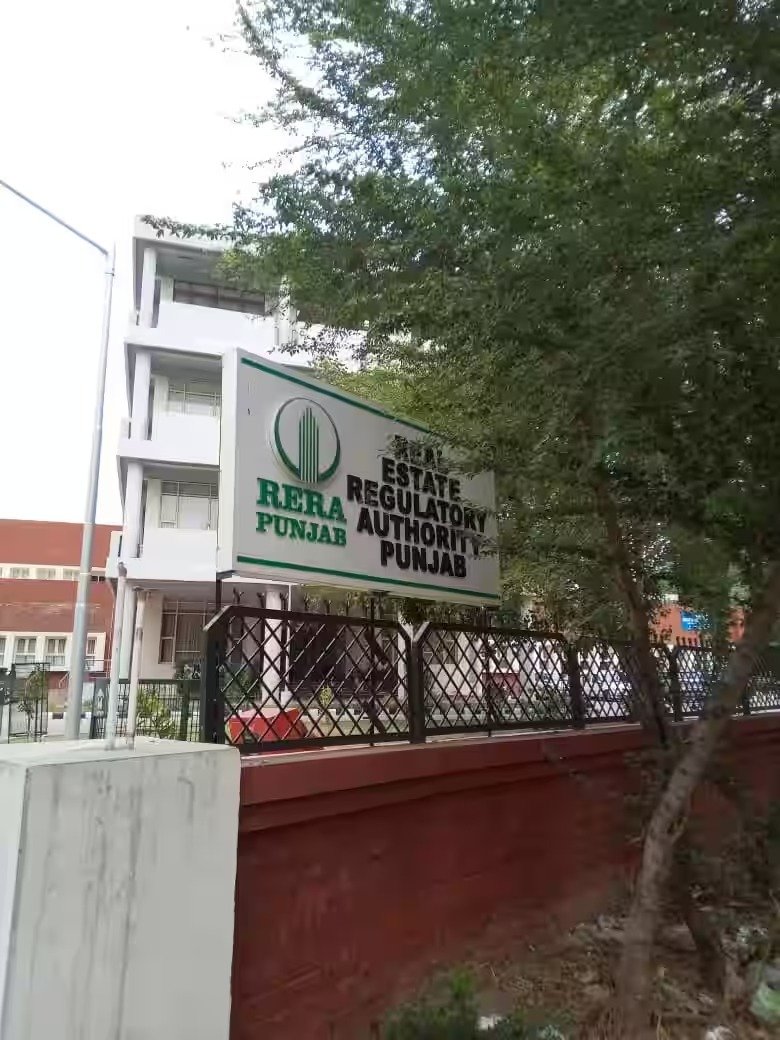 RERA
PUNJAB
REAL
ESTATE
REGULATORY
AUTHORITY
PUNJAB